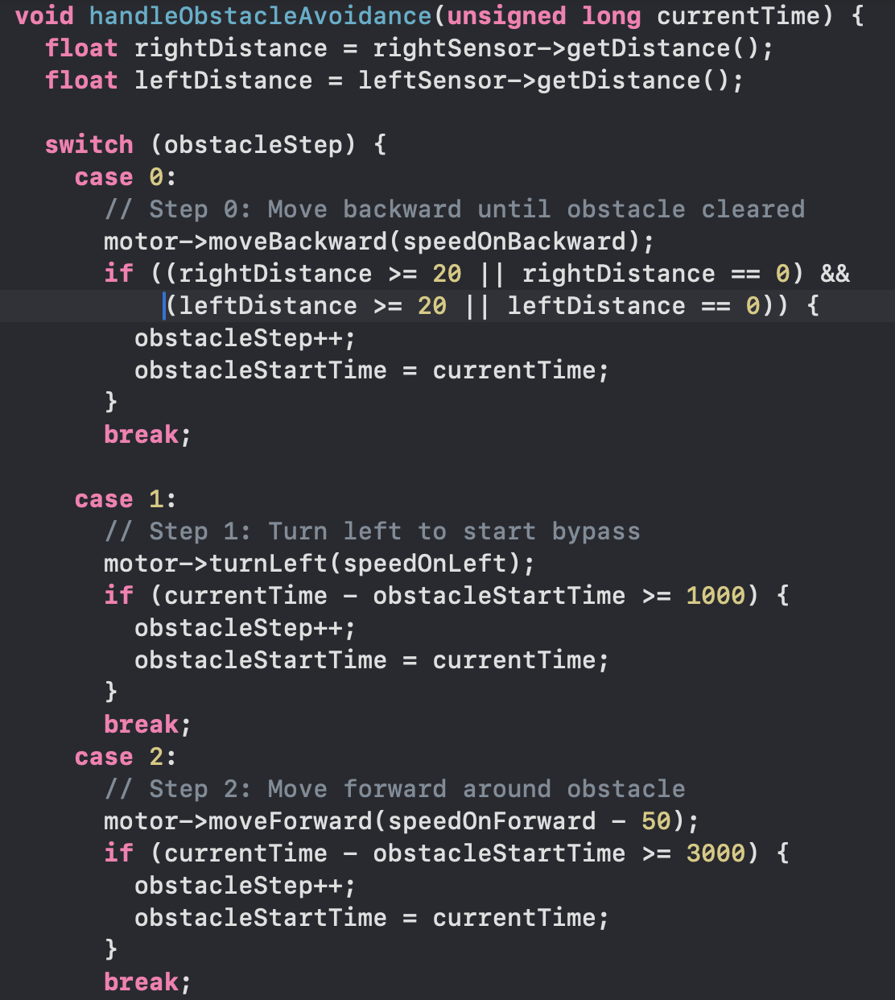 void handleObstacleAvoidance(unsigned long currentTime) {
  float rightDistance = rightSensor->getDistance();
  float leftDistance = leftSensor->getDistance();

  switch (obstacleStep) {
    case 0:
      // Step 0: Move backward until obstacle cleared
      motor->moveBackward(speedOnBackward);
      if ((rightDistance >= 20 || rightDistance == 0) &&
          (leftDistance >= 20 || leftDistance == 0)) {
        obstacleStep++;
        obstacleStartTime = currentTime;
      }
      break;

    case 1:
      // Step 1: Turn left to start bypass
      motor->turnLeft(speedOnLeft);
      if (currentTime - obstacleStartTime >= 1000) {
        obstacleStep++;
        obstacleStartTime = currentTime;
      }
      break;
    case 2:
      // Step 2: Move forward around obstacle
      motor->moveForward(speedOnForward - 50);
      if (currentTime - obstacleStartTime >= 3000) {
        obstacleStep++;
        obstacleStartTime = currentTime;
      }
      break;